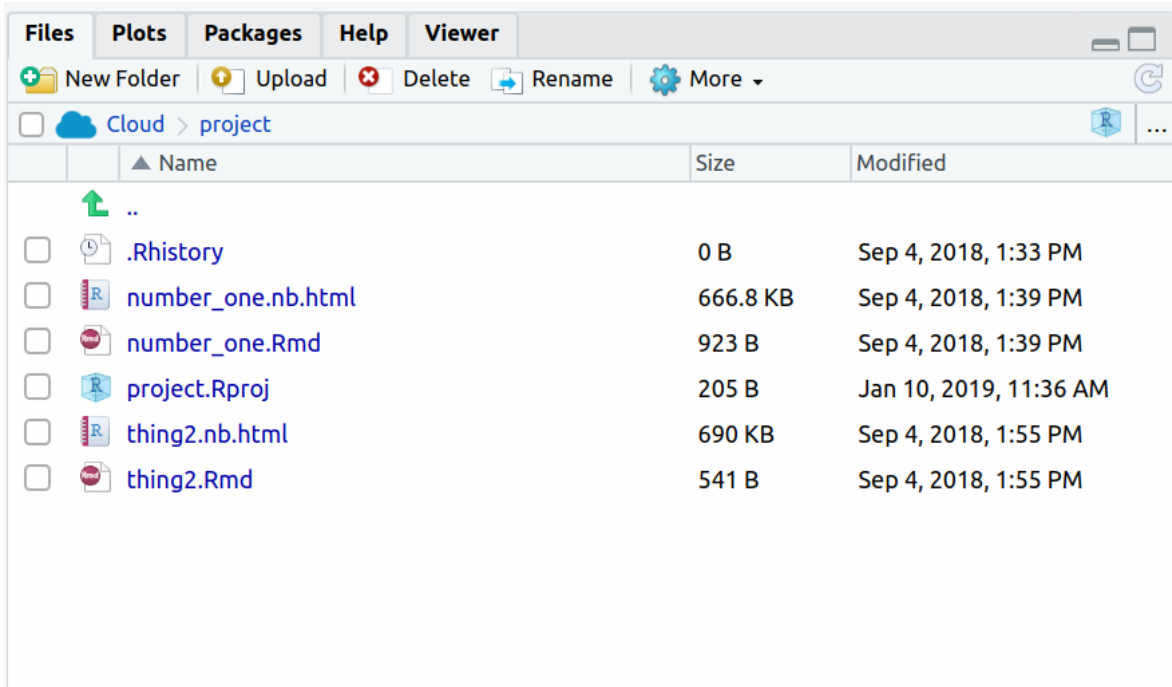 Files Plots Packages Help Viewer
New Folder Upload Delete Rename More
Cloud > project R ...
Name Size Modified
..
.Rhistory 0 B Sep 4, 2018, 1:33 PM
R number_one.nb.html 666.8 KB Sep 4, 2018, 1:39 PM
Rmd number_one.Rmd 923 B Sep 4, 2018, 1:39 PM
R project.Rproj 205 B Jan 10, 2019, 11:36 AM
R thing2.nb.html 690 KB Sep 4, 2018, 1:55 PM
Rmd thing2.Rmd 541 B Sep 4, 2018, 1:55 PM